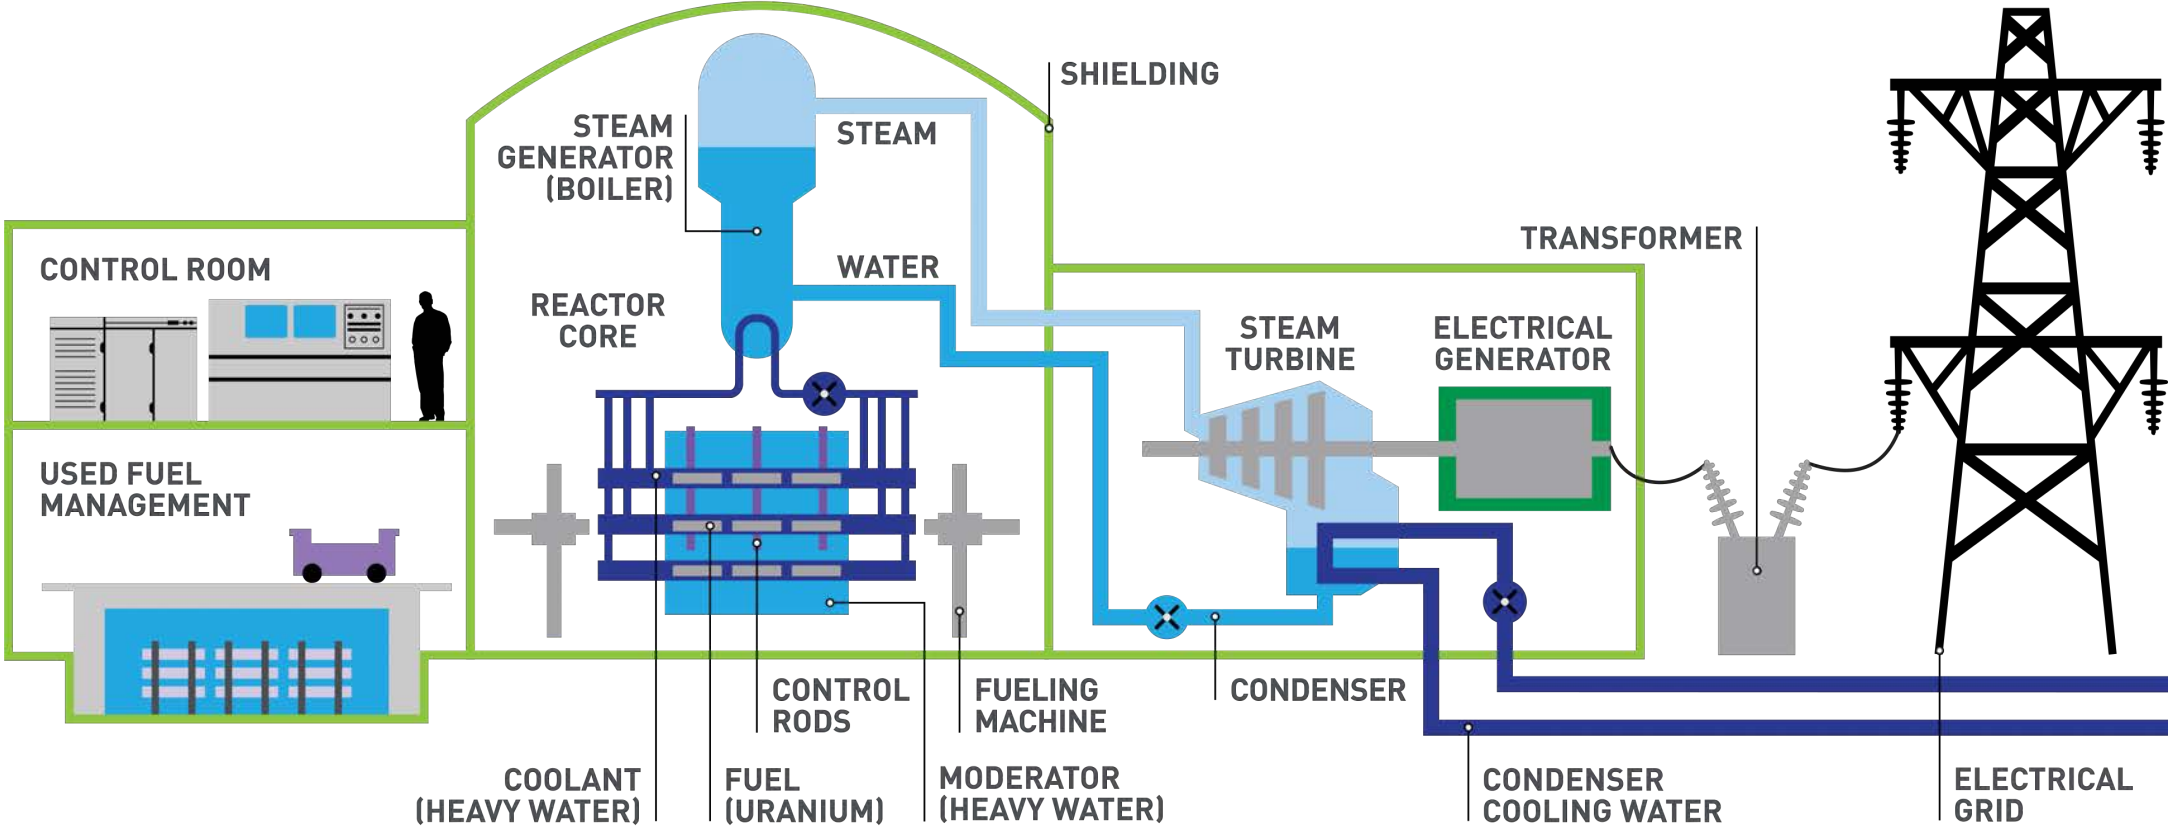 SHIELDING
STEAM
GENERATOR
(BOILER)
STEAM
TRANSFORMER
CONTROL ROOM
WATER
REACTOR
CORE
STEAM
TURBINE
ELECTRICAL
GENERATOR
USED FUEL
MANAGEMENT
CONTROL
RODS
FUELING
MACHINE
CONDENSER
COOLANT
(HEAVY WATER)
FUEL
(URANIUM)
MODERATOR
(HEAVY WATER)
CONDENSER
COOLING WATER
ELECTRICAL
GRID